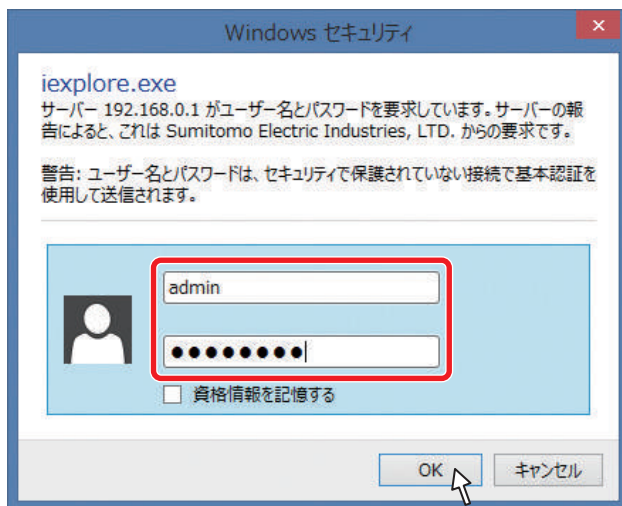 Windows セキュリティ
iexplore.exe
サーバー 192.168.0.1 がユーザー名とパスワードを要求しています。サーバーの報
告によると、これは Sumitomo Electric Industries, LTD. からの要求です。
警告: ユーザー名とパスワードは、セキュリティで保護されていない接続で基本認証を
使用して送信されます。
admin
●●●●●●●●
資格情報を記憶する
OK キャンセル